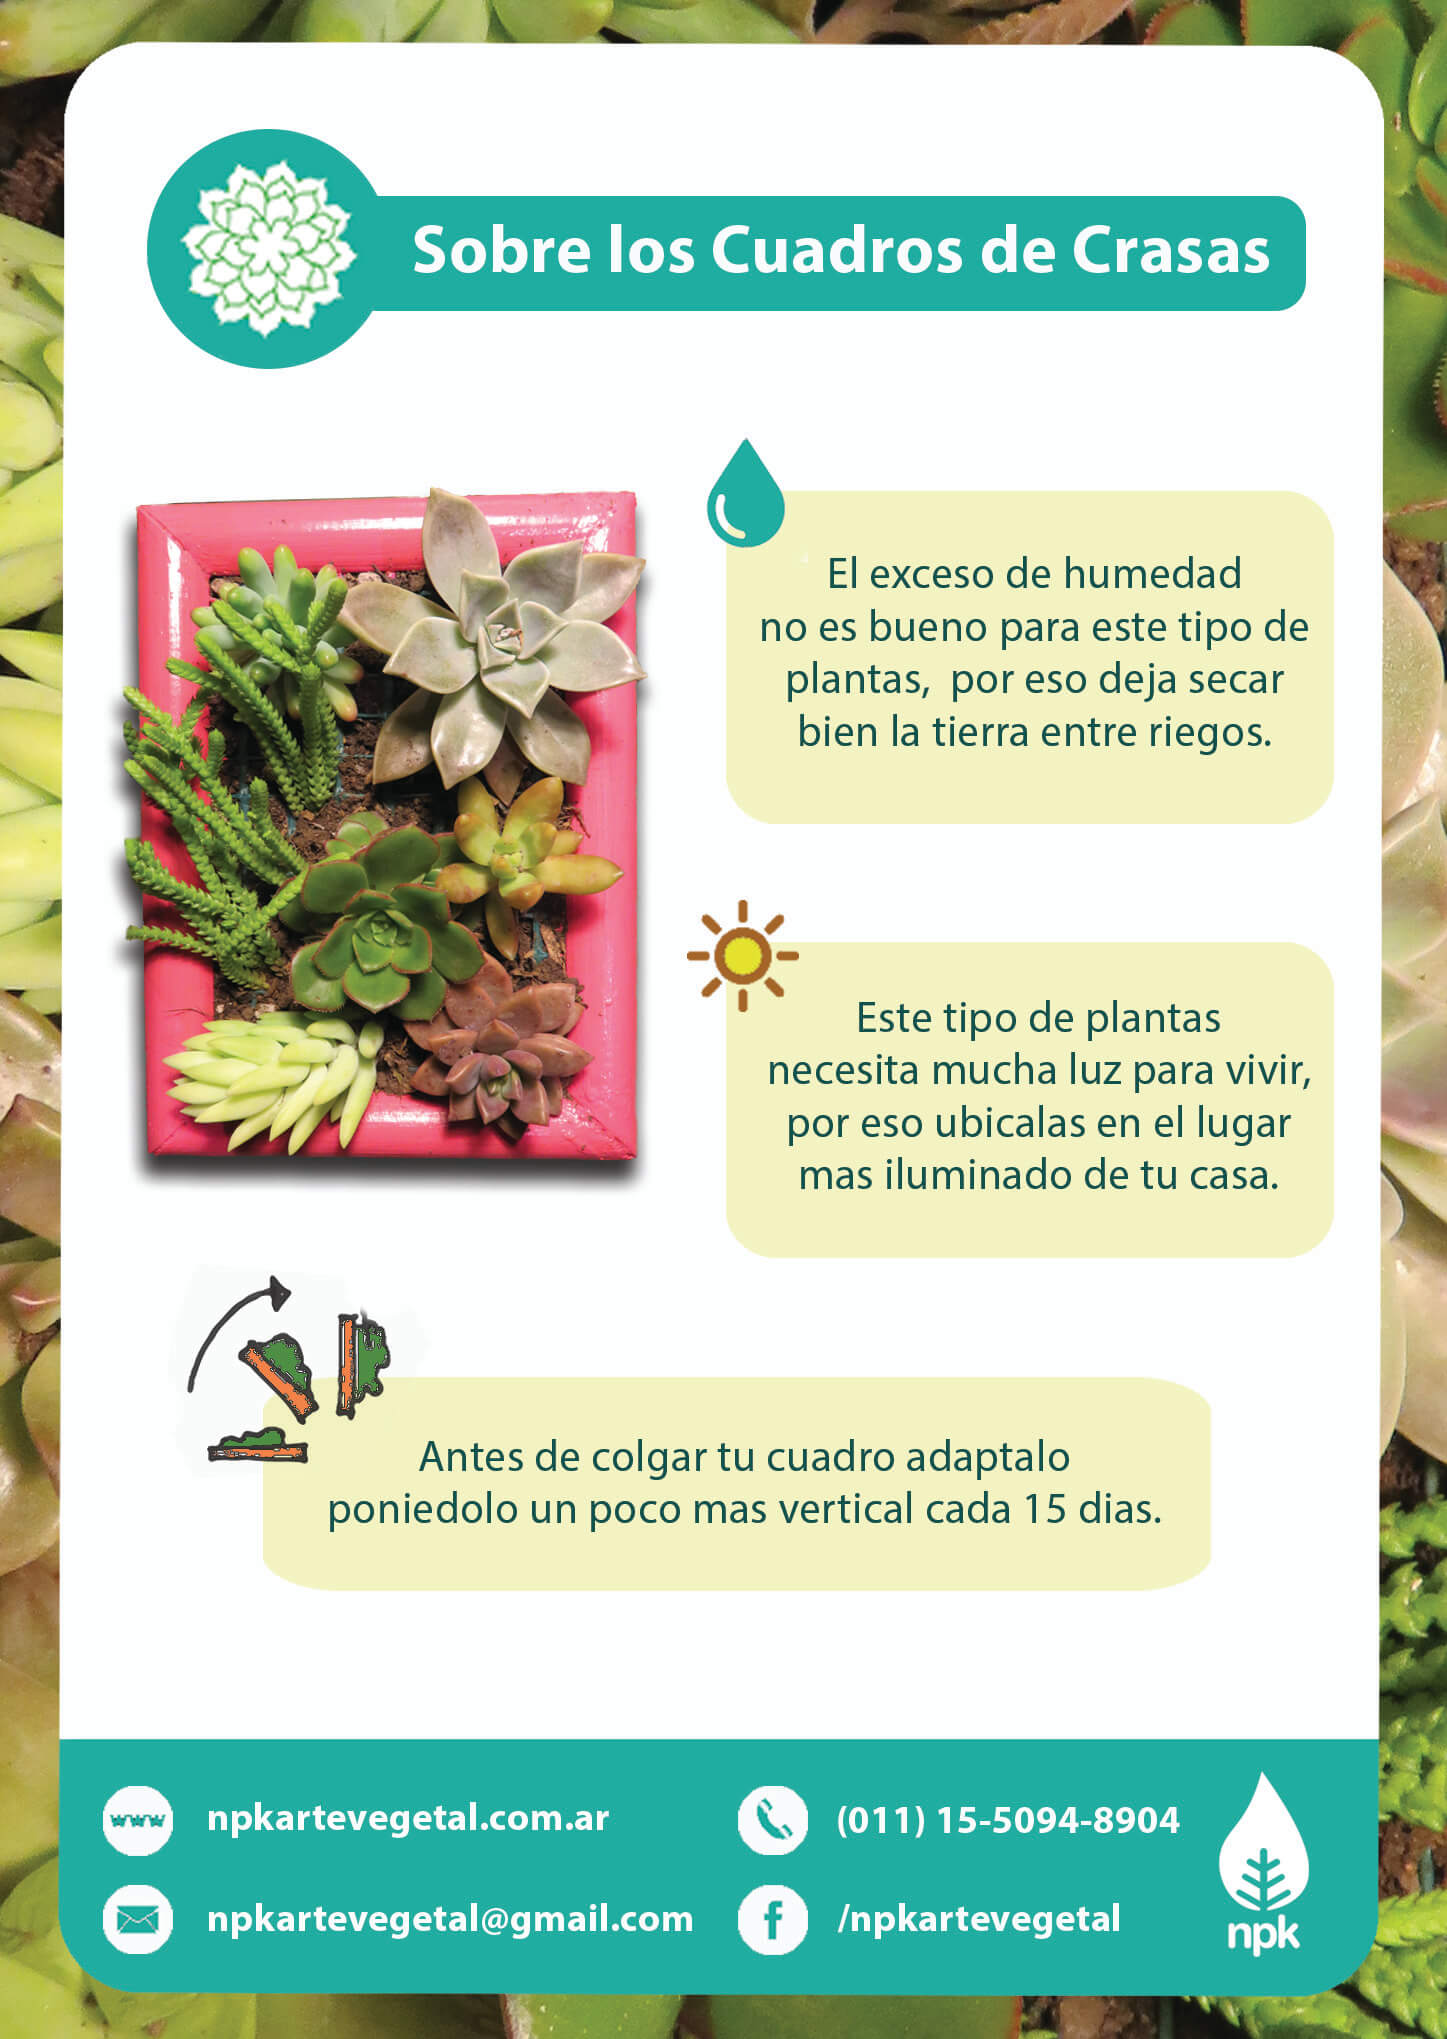 Sobre los Cuadros de Crasas
El exceso de humedad
no es bueno para este tipo de
plantas, por eso deja secar
bien la tierra entre riegos.
Este tipo de plantas
necesita mucha luz para vivir,
por eso ubicalas en el lugar
mas iluminado de tu casa.
Antes de colgar tu cuadro adaptalo
poniedolo un poco mas vertical cada 15 dias.
www npkartevegetal.com.ar
(011) 15-5094-8904
npkartevegetal@gmail.com
f /npkartevegetal
npk